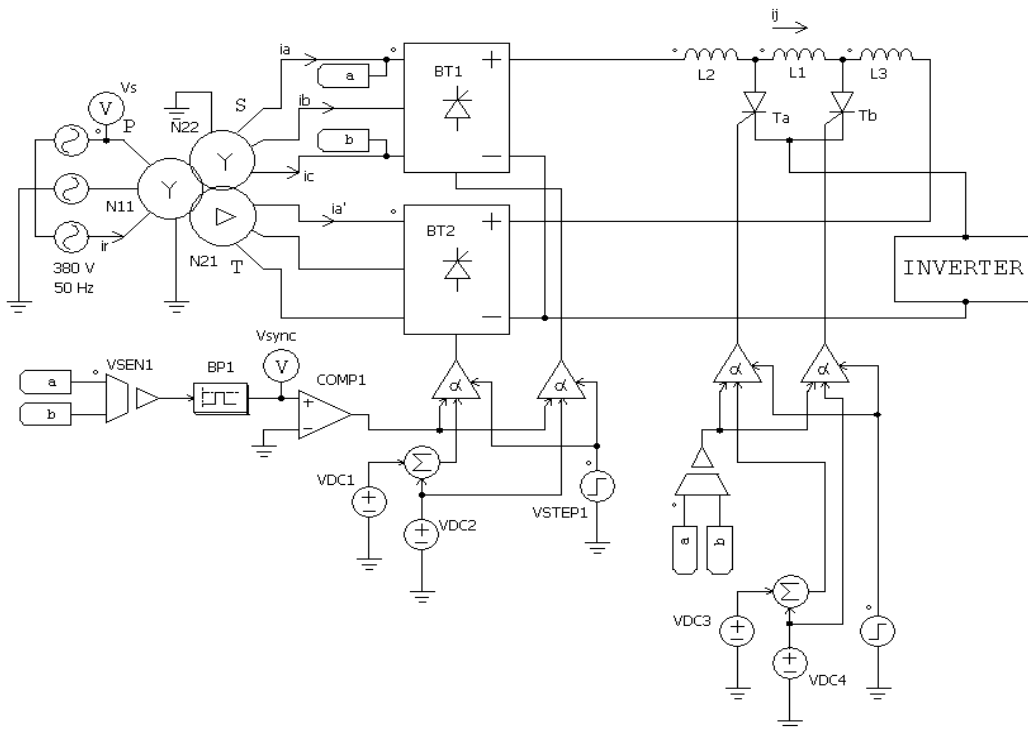 ij
ia
a
BT1
+
L2
L1
L3
Vs
V
P
N22
S
ib
Ta
Tb
Y
b
ic
N11
Y
ia'
BT2
+
ir
N21
T
INVERTER
380 V
50 Hz
Vsync
V
VSEN1
BP1
COMP1
α
α
α
α
a
b
+
VDC1
Σ
VSTEP1
VDC2
a
b
Σ
VDC3
VDC4